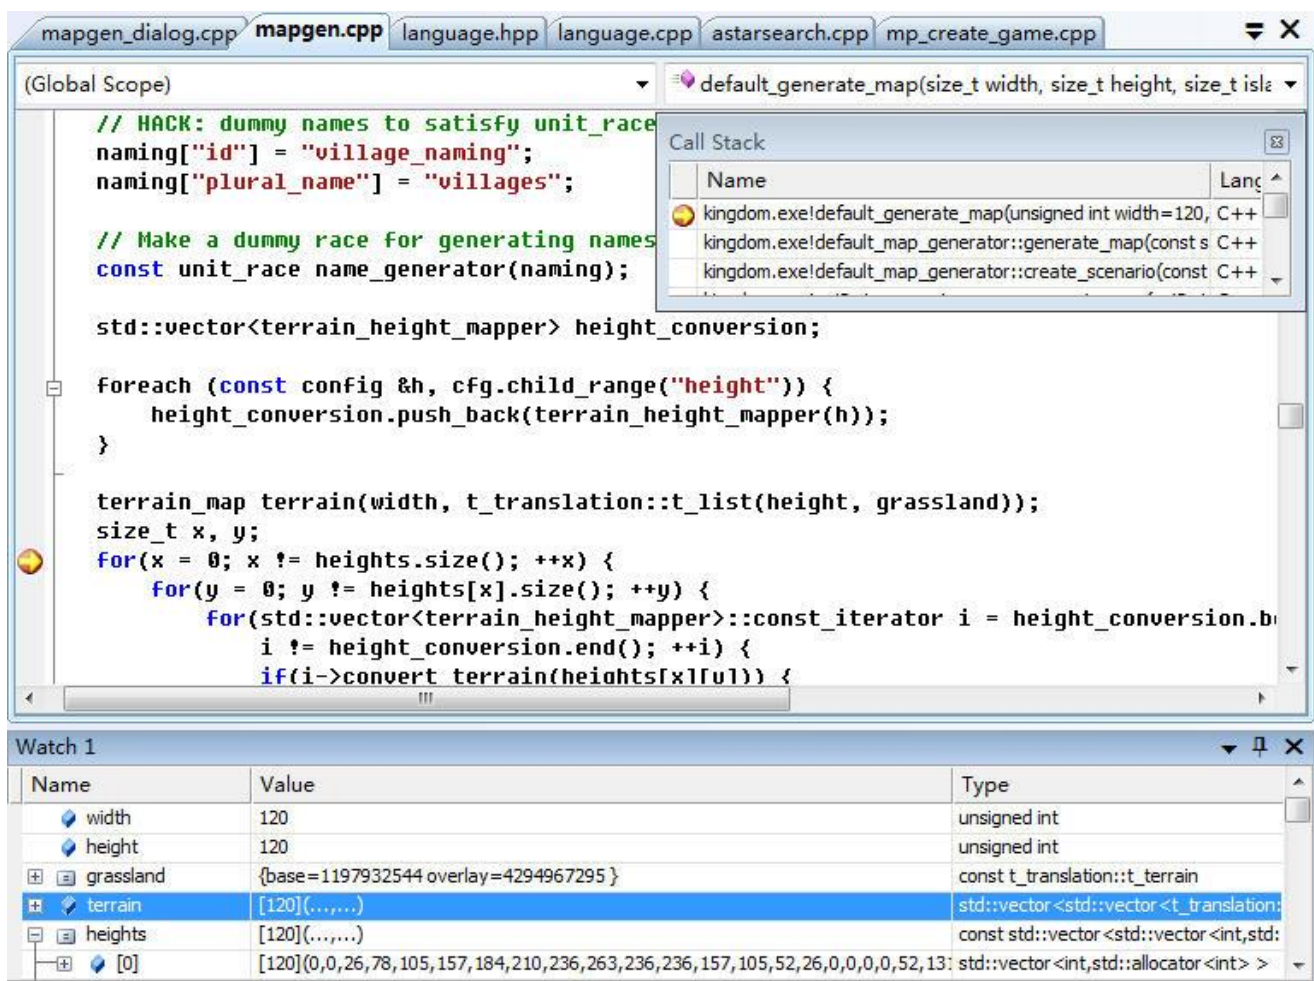 mapgen_dialog.cpp mapgen.cpp language.hpp language.cpp astarsearch.cpp mp_create_game.cpp
(Global Scope) default_generate_map(size_t width, size_t height, size_t isla
// HACK: dummy names to satisfy unit_race
naming["id"] = "village_naming";
naming["plural_name"] = "villages";
// Make a dummy race for generating names
const unit_race name_generator(naming);
std::vector<terrain_height_mapper> height_conversion;
foreach (const config &h, cfg.child_range("height")) {
height_conversion.push_back(terrain_height_mapper(h));
}
terrain_map terrain(width, t_translation::t_list(height, grassland));
size_t x, y;
for(x = 0; x != heights.size(); ++x) {
for(y = 0; y != heights[x].size(); ++y) {
for(std::vector<terrain_height_mapper>::const_iterator i = height_conversion.b
i != height_conversion.end(); ++i) {
if(i->convert_terrain(heights[x][y])) {
Call Stack
Name Lang
kingdom.exe!default_generate_map(unsigned int width=120, C++
kingdom.exe!default_map_generator::generate_map(const s C++
kingdom.exe!default_map_generator::create_scenario(const C++
Watch 1
Name Value Type
width 120 unsigned int
height 120 unsigned int
grassland {base=1197932544 overlay=4294967295 } const t_translation::t_terrain
terrain [120](...,...) std::vector<std::vector<t_translation:
heights [120](...,...) const std::vector<std::vector<int,std:
[0] [120](0,0,26,78,105,157,184,210,236,263,236,236,157,105,52,26,0,0,0,0,52,131 std::vector<int,std::allocator<int> >